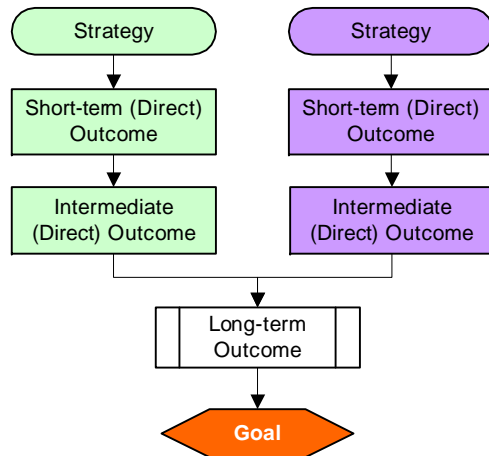 Strategy
Strategy
Short-term (Direct)
Outcome
Short-term (Direct)
Outcome
Intermediate
(Direct) Outcome
Intermediate
(Direct) Outcome
Long-term
Outcome
Goal